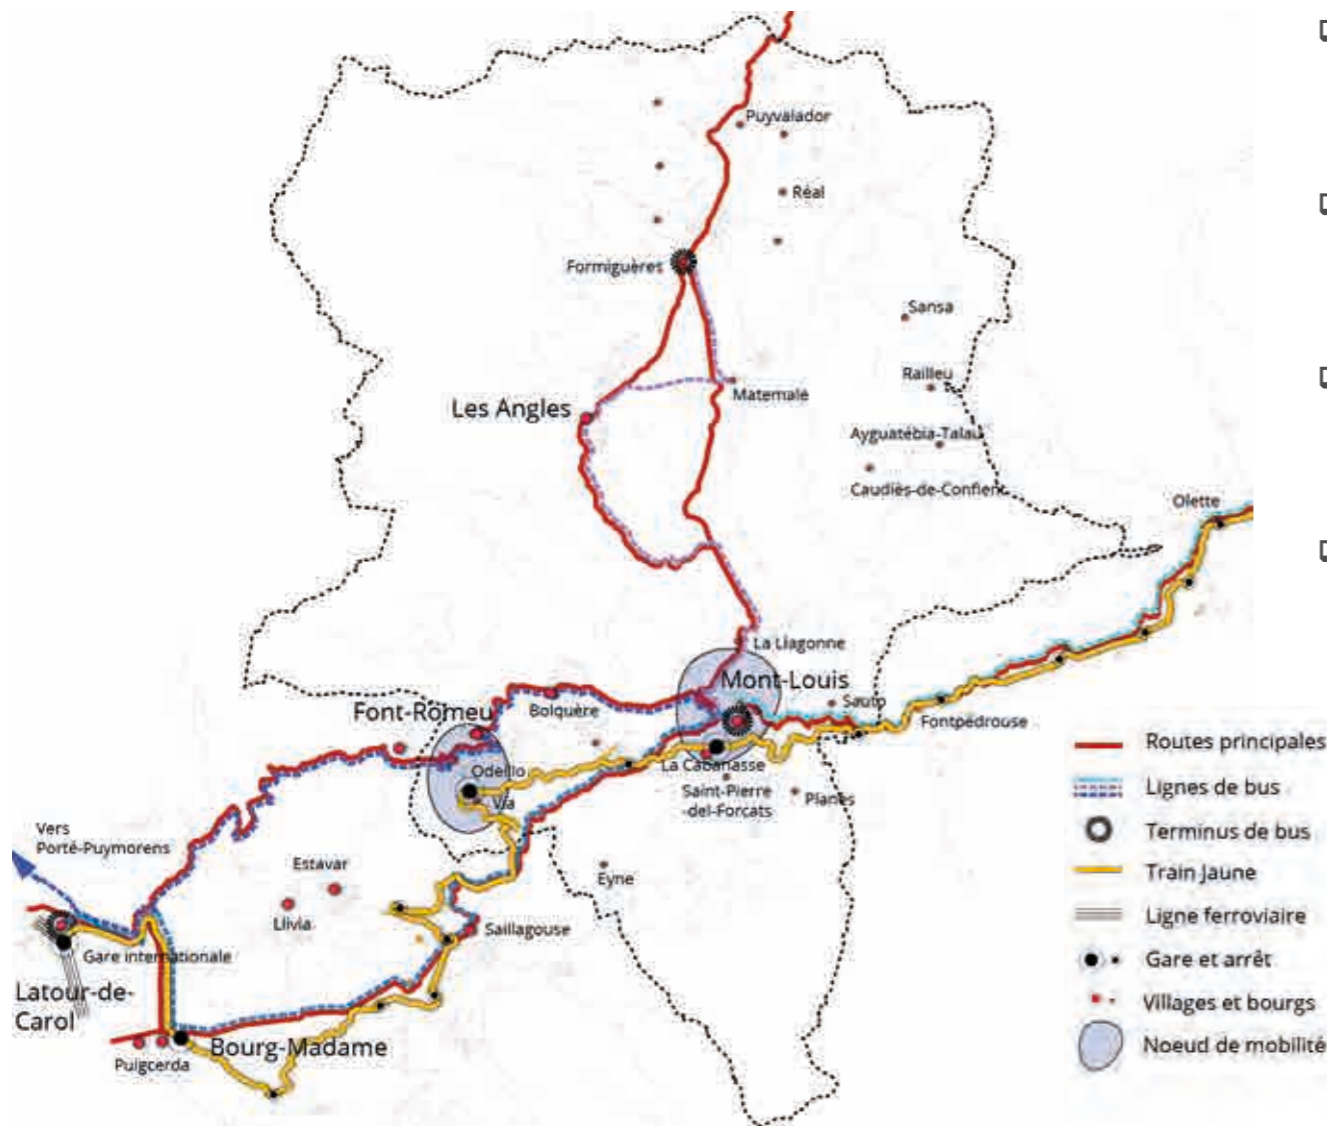 Puyvalador
Réal
Formiguères
Sansa
Railleu
Matemale
Les Angles
Ayguatébia-Talau
Caudiès-de-Conflent
Olette
La Llagonne
Mont-Louis
Sauto
Font-Romeu
Bolquère
Fontpédrouse
La Cabanasse
Odeillo
Saint-Pierre
-del-Forcats
Planès
Via
Vers
Porté-Puymorens
Estavar
Eyne
Llivia
Saillagouse
Gare internationale
Latour-de-
Carol
Bourg-Madame
Puigcerda
Routes principales
Lignes de bus
Terminus de bus
Train Jaune
Ligne ferroviaire
Gare et arrêt
Villages et bourgs
Noeud de mobilité